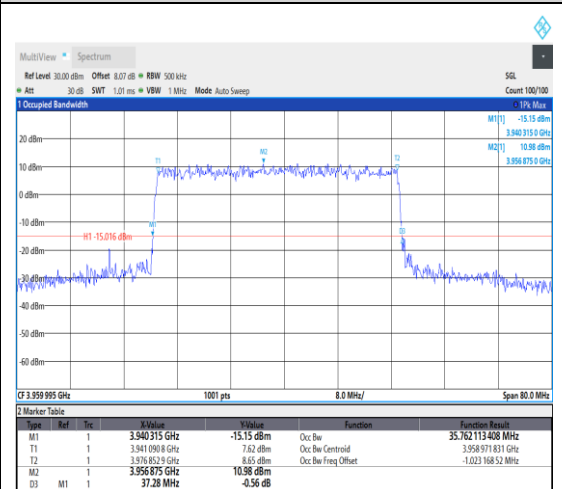 MultiView Spectrum
Ref Level 30.00 dBm Offset 8.07 dB RBW 500 kHz SGL
Att 30 dB SWT 1.01 ms VBW 1 MHz Mode Auto Sweep Count 100/100
1 Occupied Bandwidth 1Pk Max
M1[1] -15.15 dBm
3.940 315 0 GHz
M2[1] 10.98 dBm
3.956 875 0 GHz
20 dBm
M2
T1
T2
10 dBm
0 dBm
-10 dBm
M1
D3
H1 -15.016 dBm
-20 dBm
-30 dBm
-40 dBm
-50 dBm
-60 dBm
CF 3.959 995 GHz 1001 pts 8.0 MHz/ Span 80.0 MHz
2 Marker Table
Type Ref Trc X-Value Y-Value Function Function Result
M1 1 3.940 315 GHz -15.15 dBm Occ Bw 35.762 113 408 MHz
T1 1 3.941 090 8 GHz 7.62 dBm Occ Bw Centroid 3.958 971 831 GHz
T2 1 3.976 852 9 GHz 8.65 dBm Occ Bw Freq Offset -1.023 168 52 MHz
M2 1 3.956 875 GHz 10.98 dBm
D3 M1 1 37.28 MHz -0.56 dB